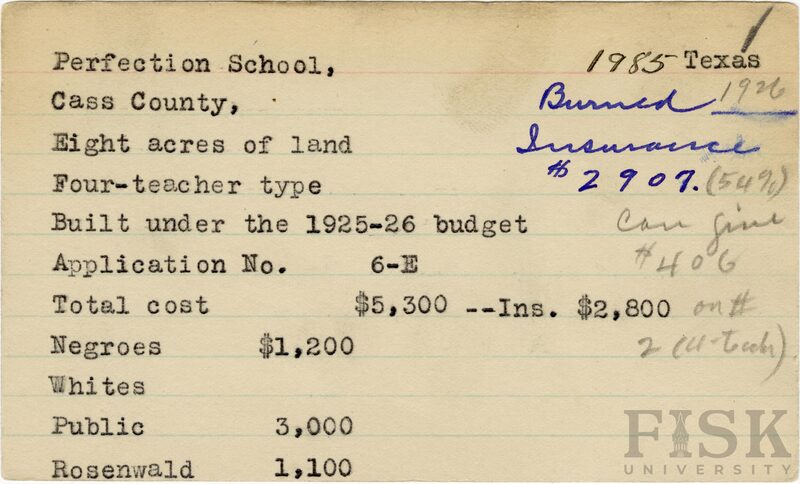 1
Perfection School, 1985 Texas
Cass County, Burned 1926
Eight acres of land Insurance
Four-teacher type #2907. (54%)
Built under the 1925-26 budget Can give
Application No. 6-E #406
Total cost $5,300 --Ins. $2,800 on #
Negroes $1,200 2 (4-teacher).
Whites
Public 3,000
Rosenwald 1,100
FISK
UNIVERSITY